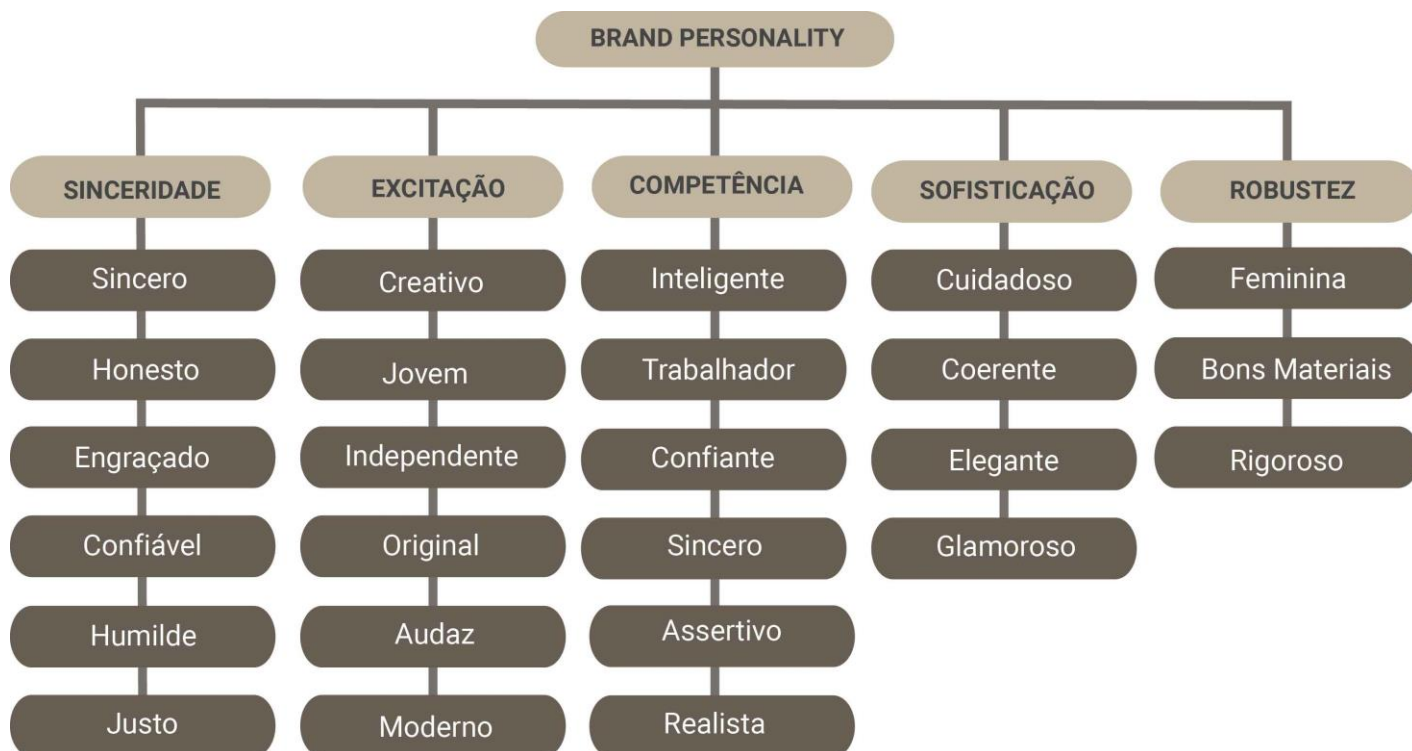 BRAND PERSONALITY
SINCERIDADE
Sincero
Honesto
Engraçado
Confiável
Humilde
Justo
EXCITAÇÃO
Creativo
Jovem
Independente
Original
Audaz
Moderno
COMPETÊNCIA
Inteligente
Trabalhador
Confiante
Sincero
Assertivo
Realista
SOFISTICAÇÃO
Cuidadoso
Coerente
Elegante
Glamoroso
ROBUSTEZ
Feminina
Bons Materiais
Rigoroso